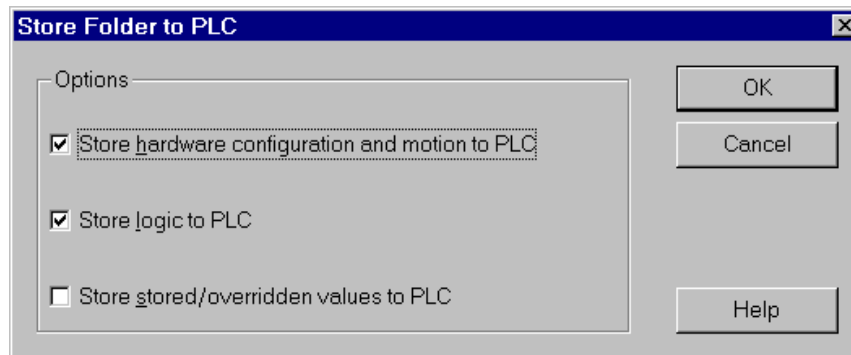 Store Folder to PLC
Options
Store hardware configuration and motion to PLC
Store logic to PLC
Store stored/overridden values to PLC
OK
Cancel
Help